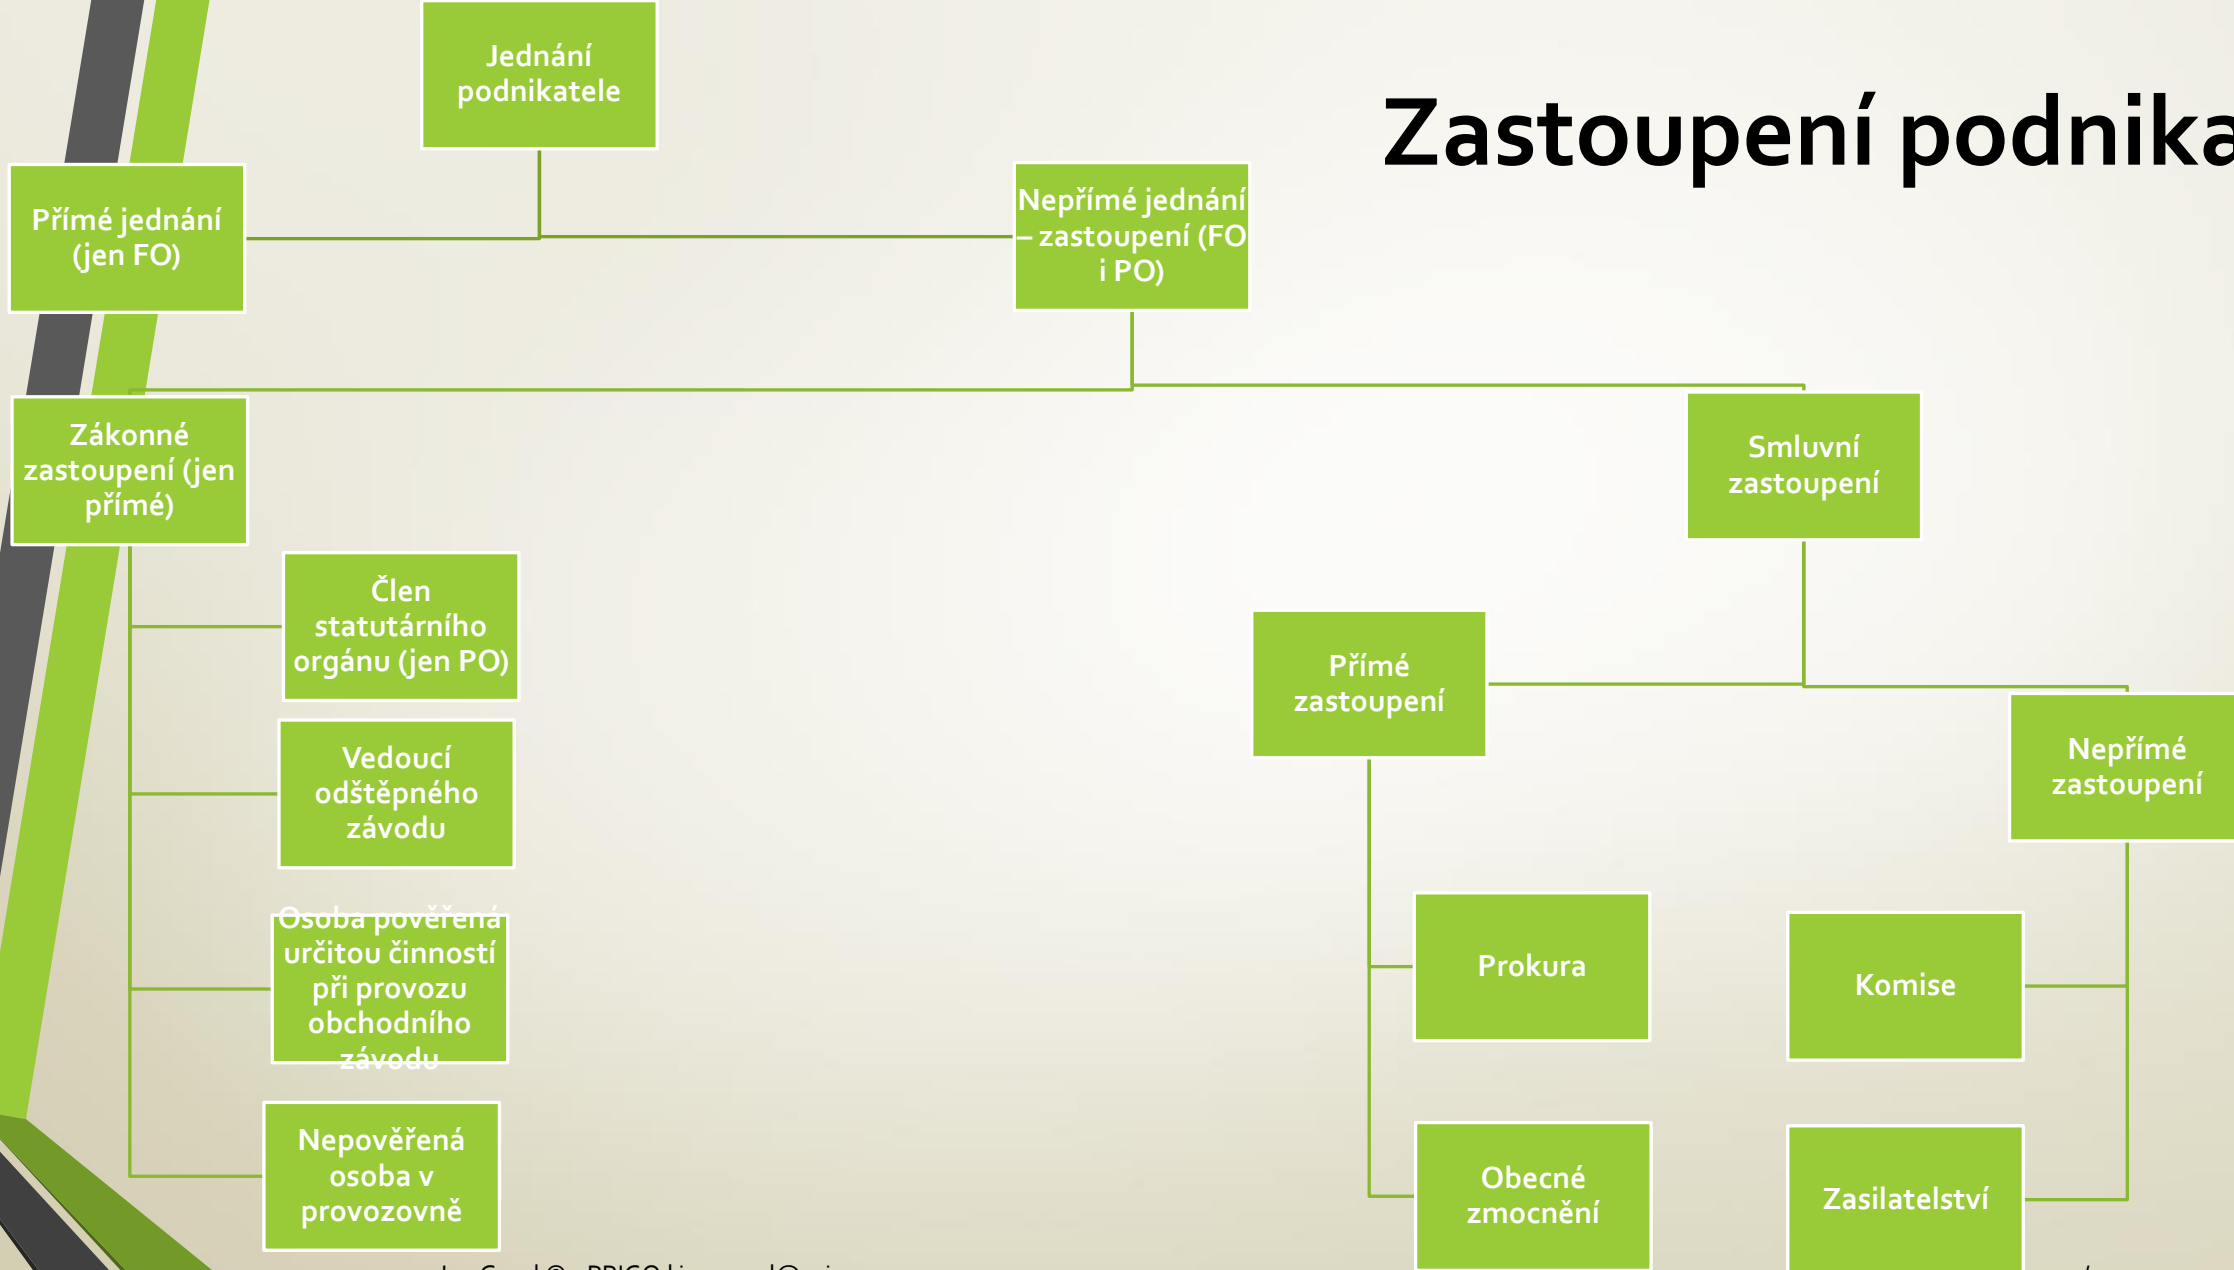 Jednání
podnikatele
Zastoupení
Přímé jednání
(jen FO)
Nepřímé jednání
– zastoupení (FO
i PO)
Zákonné
zastoupení (jen
přímé)
Smluvní
zastoupení
Člen
statutárního
orgánu (jen PO)
Vedoucí
odštěpného
závodu
Osoba pověřená
určitou činností
při provozu
obchodního
závodu
Nepověřená
osoba v
provozovně
Přímé
zastoupení
Nepřímé
zastoupení
Prokura
Obecné
zmocnění
Komise
Zasilatelství